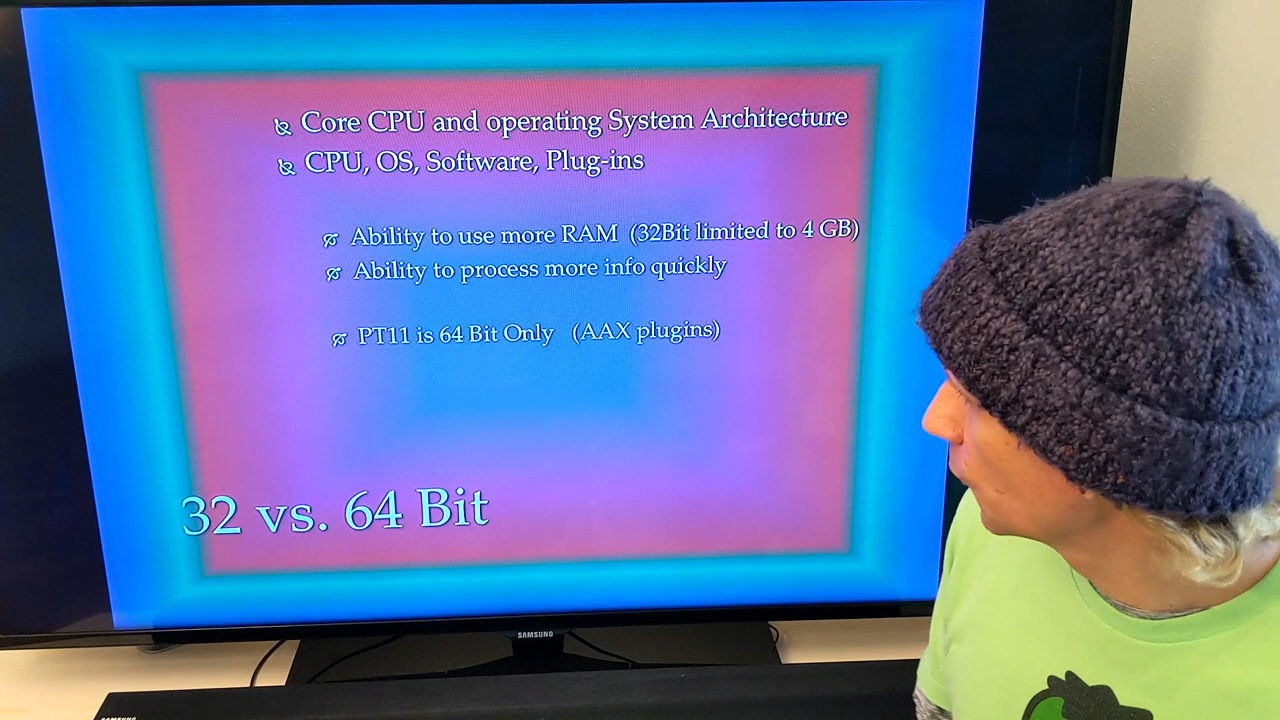 Core CPU and operating System Architecture
CPU, OS, Software, Plug-ins
Ability to use more RAM (32Bit limited to 4 GB)
Ability to process more info quickly
PT11 is 64 Bit Only (AAX plugins)
32 vs. 64 Bit
SAMSUNG
SAMSUNG